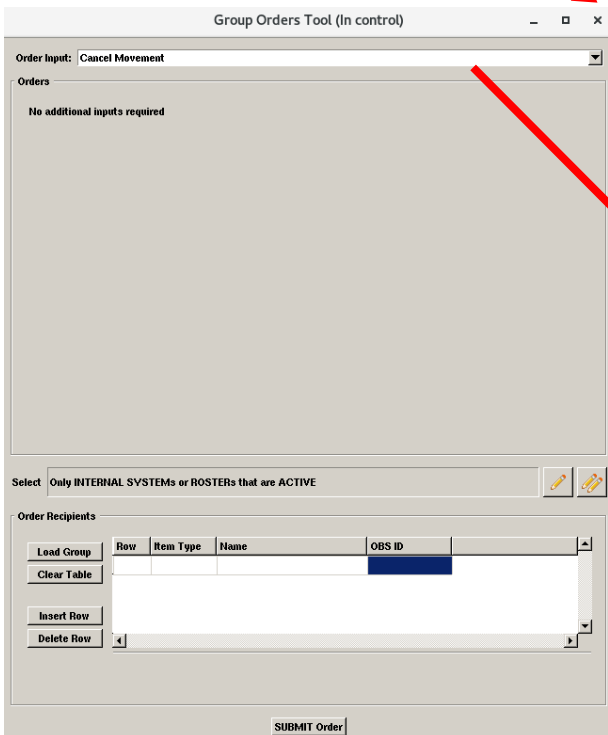 Group Orders Tool (In control)
Order Input: Cancel Movement
Orders
No additional inputs required
Select Only INTERNAL SYSTEMs or ROSTERs that are ACTIVE
Order Recipients
Load Group
Row Item Type Name OBS ID
Clear Table
Insert Row
Delete Row
SUBMIT Order